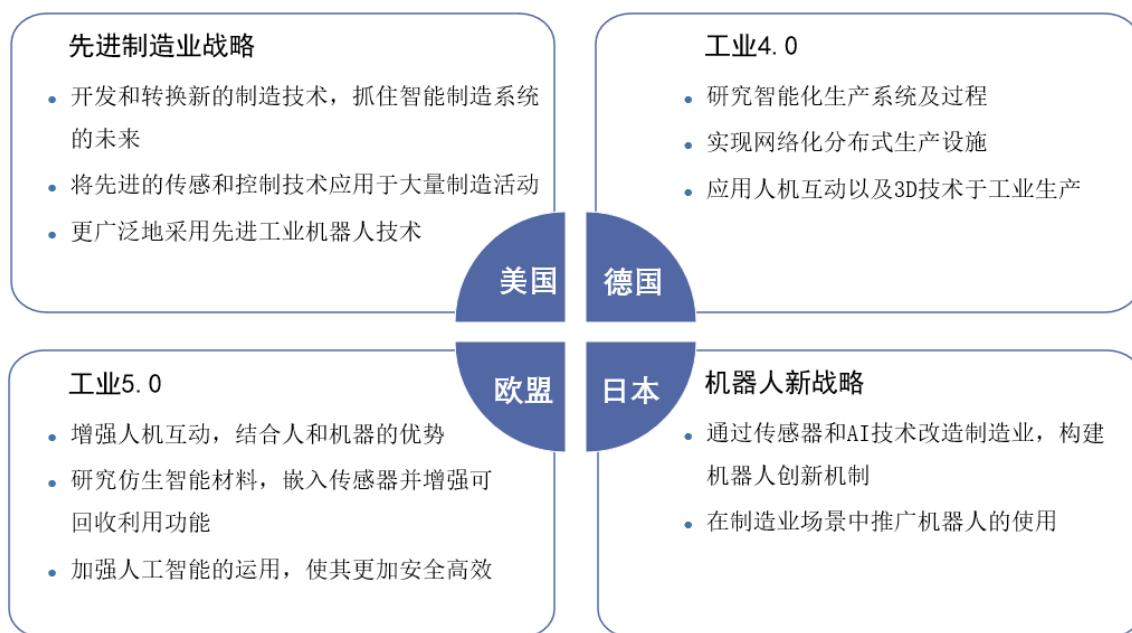 先进制造业战略
开发和转换新的制造技术，抓住智能制造系统
的未来
将先进的传感和控制技术应用于大量制造活动
更广泛地采用先进工业机器人技术
美国
工业4.0
研究智能化生产系统及过程
实现网络化分布式生产设施
应用人机互动以及3D技术于工业生产
德国
工业5.0
增强人机互动，结合人和机器的优势
研究仿生智能材料，嵌入传感器并增强可
回收利用功能
加强人工智能的运用，使其更加安全高效
欧盟
机器人新战略
通过传感器和AI技术改造制造业，构建
机器人创新机制
在制造业场景中推广机器人的使用
日本